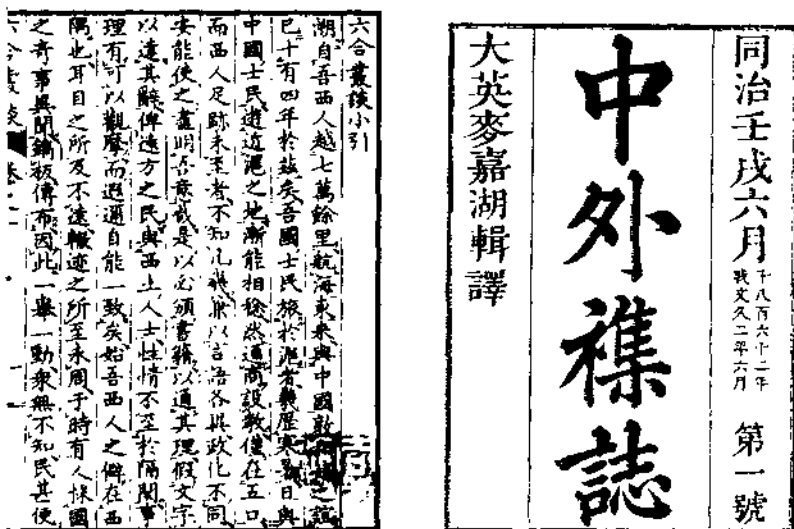 同治壬戌六月
千八百六十二年
我文久二年六月
第一號
中外襍誌
大英麥嘉湖輯譯
六合叢談小引
溯自吾西人越七萬餘里航海東來與中國敦之誼
已十有四年於玆矣吾國士民旅於滬者幾歷寒暑日與
中國士民遊近滬之地漸能相稔然通商設教僅在五口
而西人足跡未至者不知凡幾兼以言語各異政化不同
安能使之盡明吾意哉是以必頒書籍以通其理假文字
以達其辭俾遠方之民與西土人士性情不至於隔閡事
理有可以觀摩而遐邇自能一致矣始吾西人之僻在西
隅也耳目之所及不遠轍迹之所至未周于時有人採國
之奇事異聞鐫板傳布因此一舉一動衆無不知民甚便
六合叢談